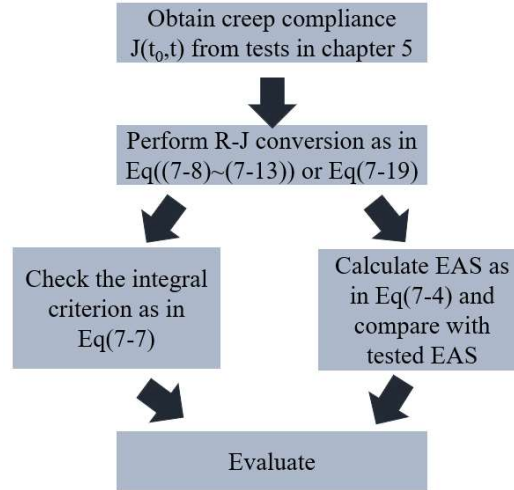 Obtain creep compliance
J(t₀,t) from tests in chapter 5
Perform R-J conversion as in
Eq((7-8)~(7-13)) or Eq(7-19)
Check the integral
criterion as in
Eq(7-7)
Calculate EAS as
in Eq(7-4) and
compare with
tested EAS
Evaluate